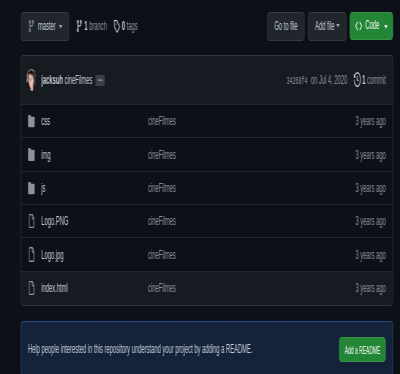 master 1 branch 0 tags Go to file Add file Code
jacksuh cineFilmes ... 34268f4 on Jul 4, 2020 1 commit
css cineFilmes 3 years ago
img cineFilmes 3 years ago
js cineFilmes 3 years ago
Logo.PNG cineFilmes 3 years ago
Logo.jpg cineFilmes 3 years ago
index.html cineFilmes 3 years ago
Help people interested in this repository understand your project by adding a README. Add a README